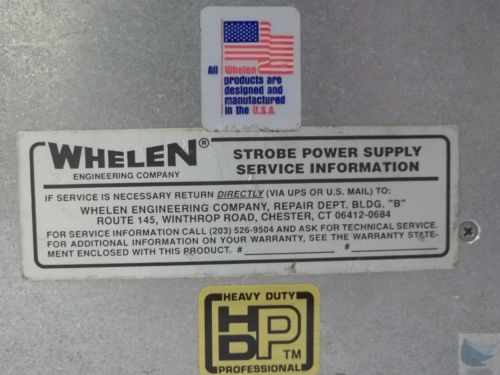 All Whelen
products are
designed and
manufactured
in the U.S.A.
WHELEN®
ENGINEERING COMPANY
STROBE POWER SUPPLY
SERVICE INFORMATION
IF SERVICE IS NECESSARY RETURN DIRECTLY (VIA UPS OR U.S. MAIL) TO:
WHELEN ENGINEERING COMPANY, REPAIR DEPT. BLDG. "B"
ROUTE 145, WINTHROP ROAD, CHESTER, CT 06412-0684
FOR SERVICE INFORMATION CALL (203) 526-9504 AND ASK FOR TECHNICAL SERVICE.
FOR ADDITIONAL INFORMATION ON YOUR WARRANTY, SEE THE WARRANTY STATE-
MENT ENCLOSED WITH THIS PRODUCT. # #
HEAVY DUTY
HDP TM
PROFESSIONAL